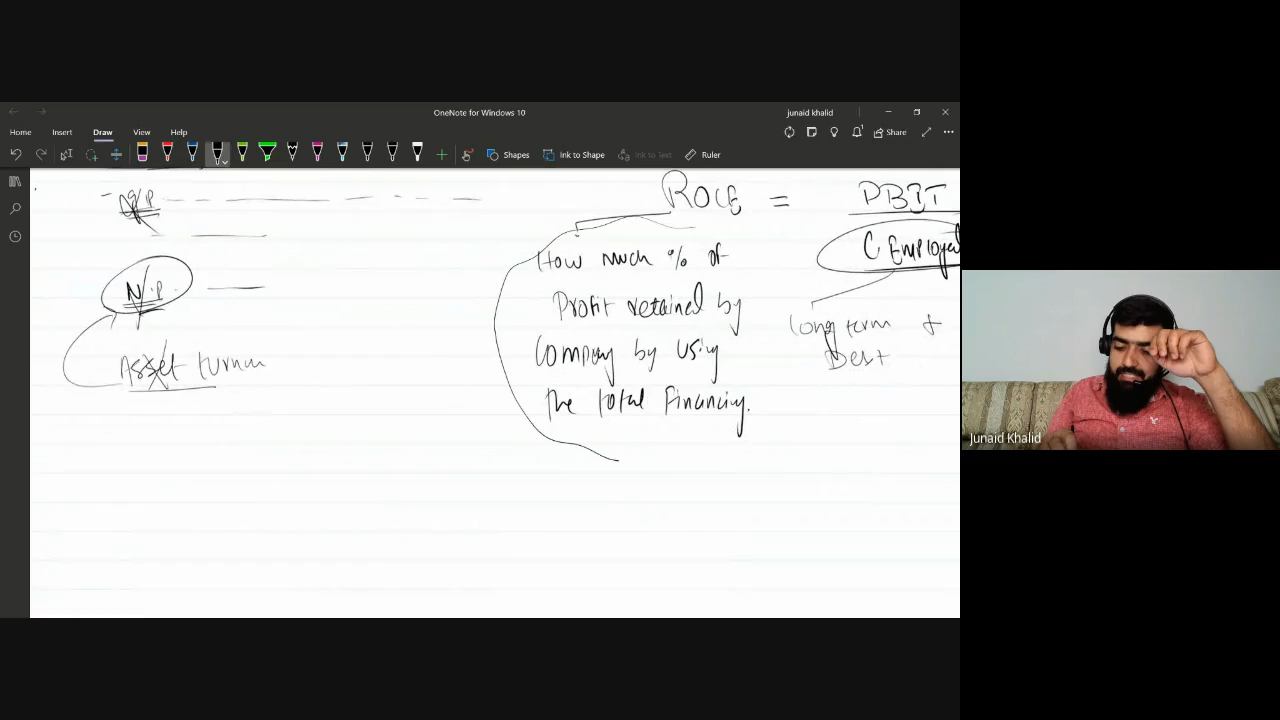 OneNote for Windows 10
junaid khalid
Home Insert Draw View Help
Share
Shapes
Ink to Shape
Ink to Text
Ruler
G/P
ROCE = PBIT
C Employed
How much % of
Profit retained by
Company by using
the total Financing.
N/P.
Asset turnov
long term +
Debt
Junaid Khalid